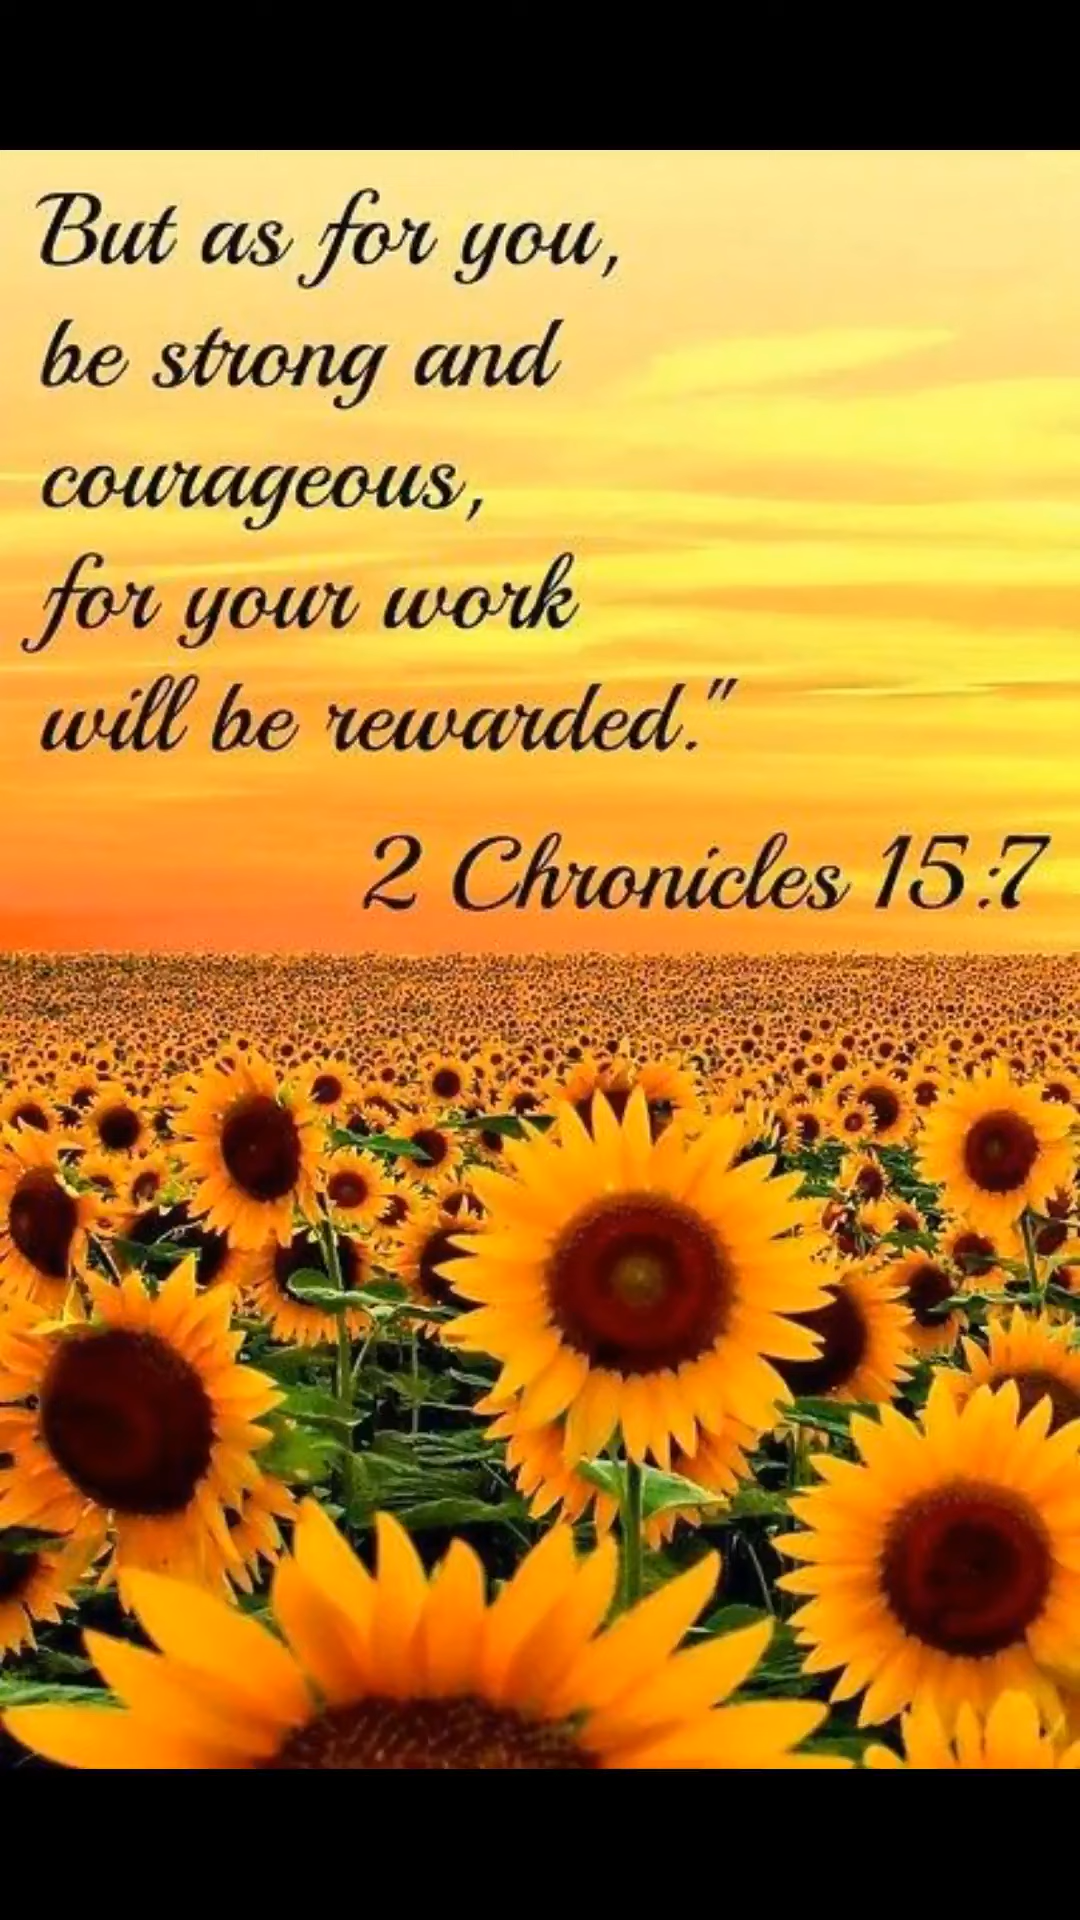 But as for you,
be strong and
courageous,
for your work
will be rewarded."
2 Chronicles 15:7